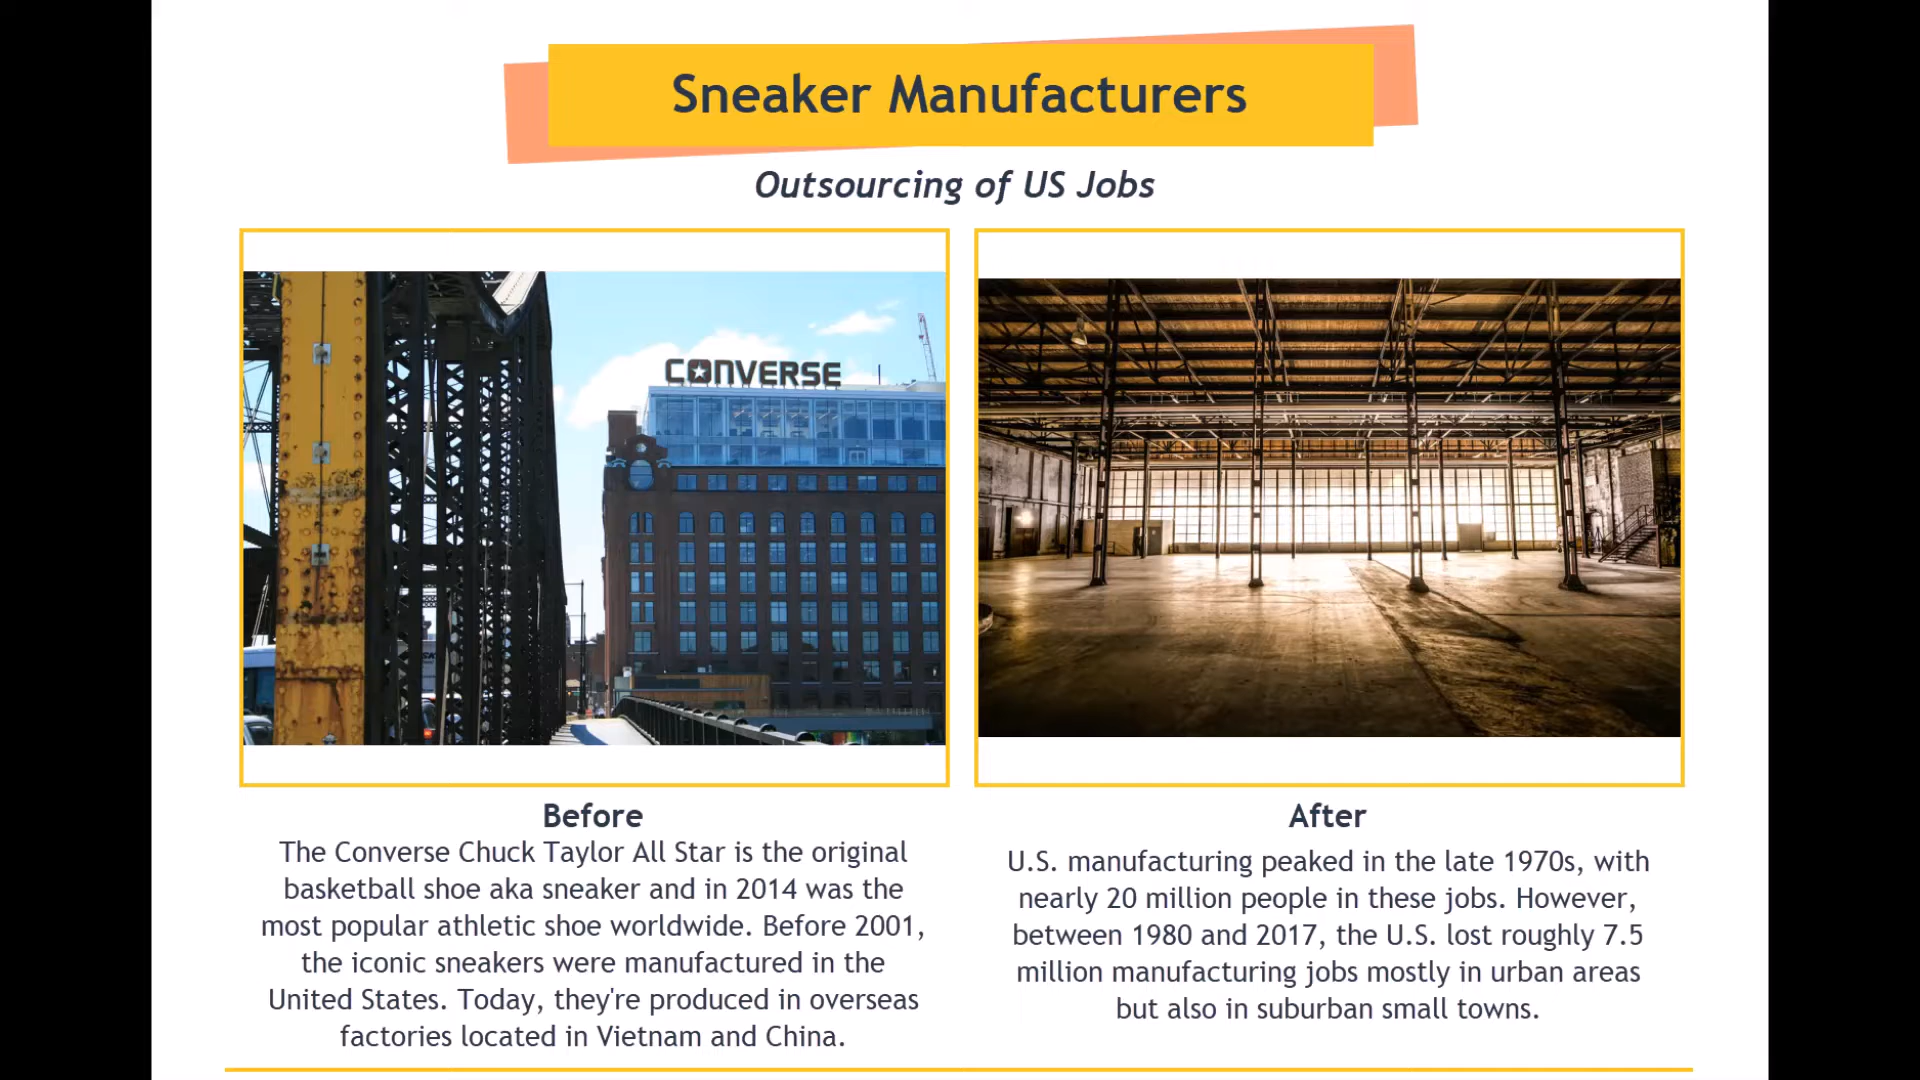 Sneaker Manufacturers
Outsourcing of US Jobs
CONVERSE
Before
The Converse Chuck Taylor All Star is the original
basketball shoe aka sneaker and in 2014 was the
most popular athletic shoe worldwide. Before 2001,
the iconic sneakers were manufactured in the
United States. Today, they're produced in overseas
factories located in Vietnam and China.
After
U.S. manufacturing peaked in the late 1970s, with
nearly 20 million people in these jobs. However,
between 1980 and 2017, the U.S. lost roughly 7.5
million manufacturing jobs mostly in urban areas
but also in suburban small towns.